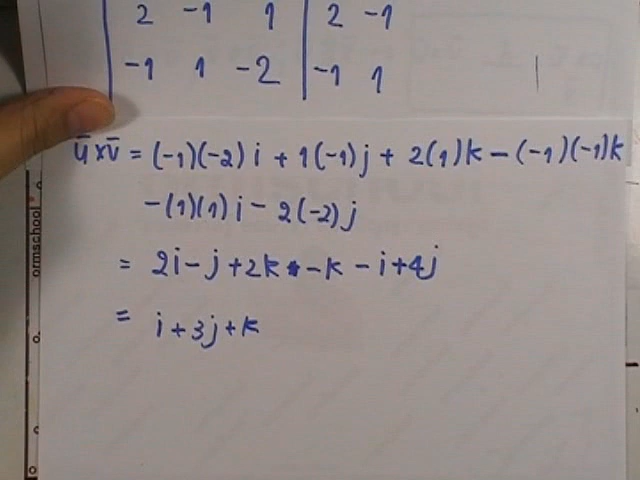 2 -1 1 | 2 -1
-1 1 -2 | -1 1
ū×v̄ = (-1)(-2)i + 1(-1)j + 2(1)k - (-1)(-1)k
-(1)(1)i - 2(-2)j
= 2i - j + 2k - k - i + 4j
= i + 3j + k
ormschool